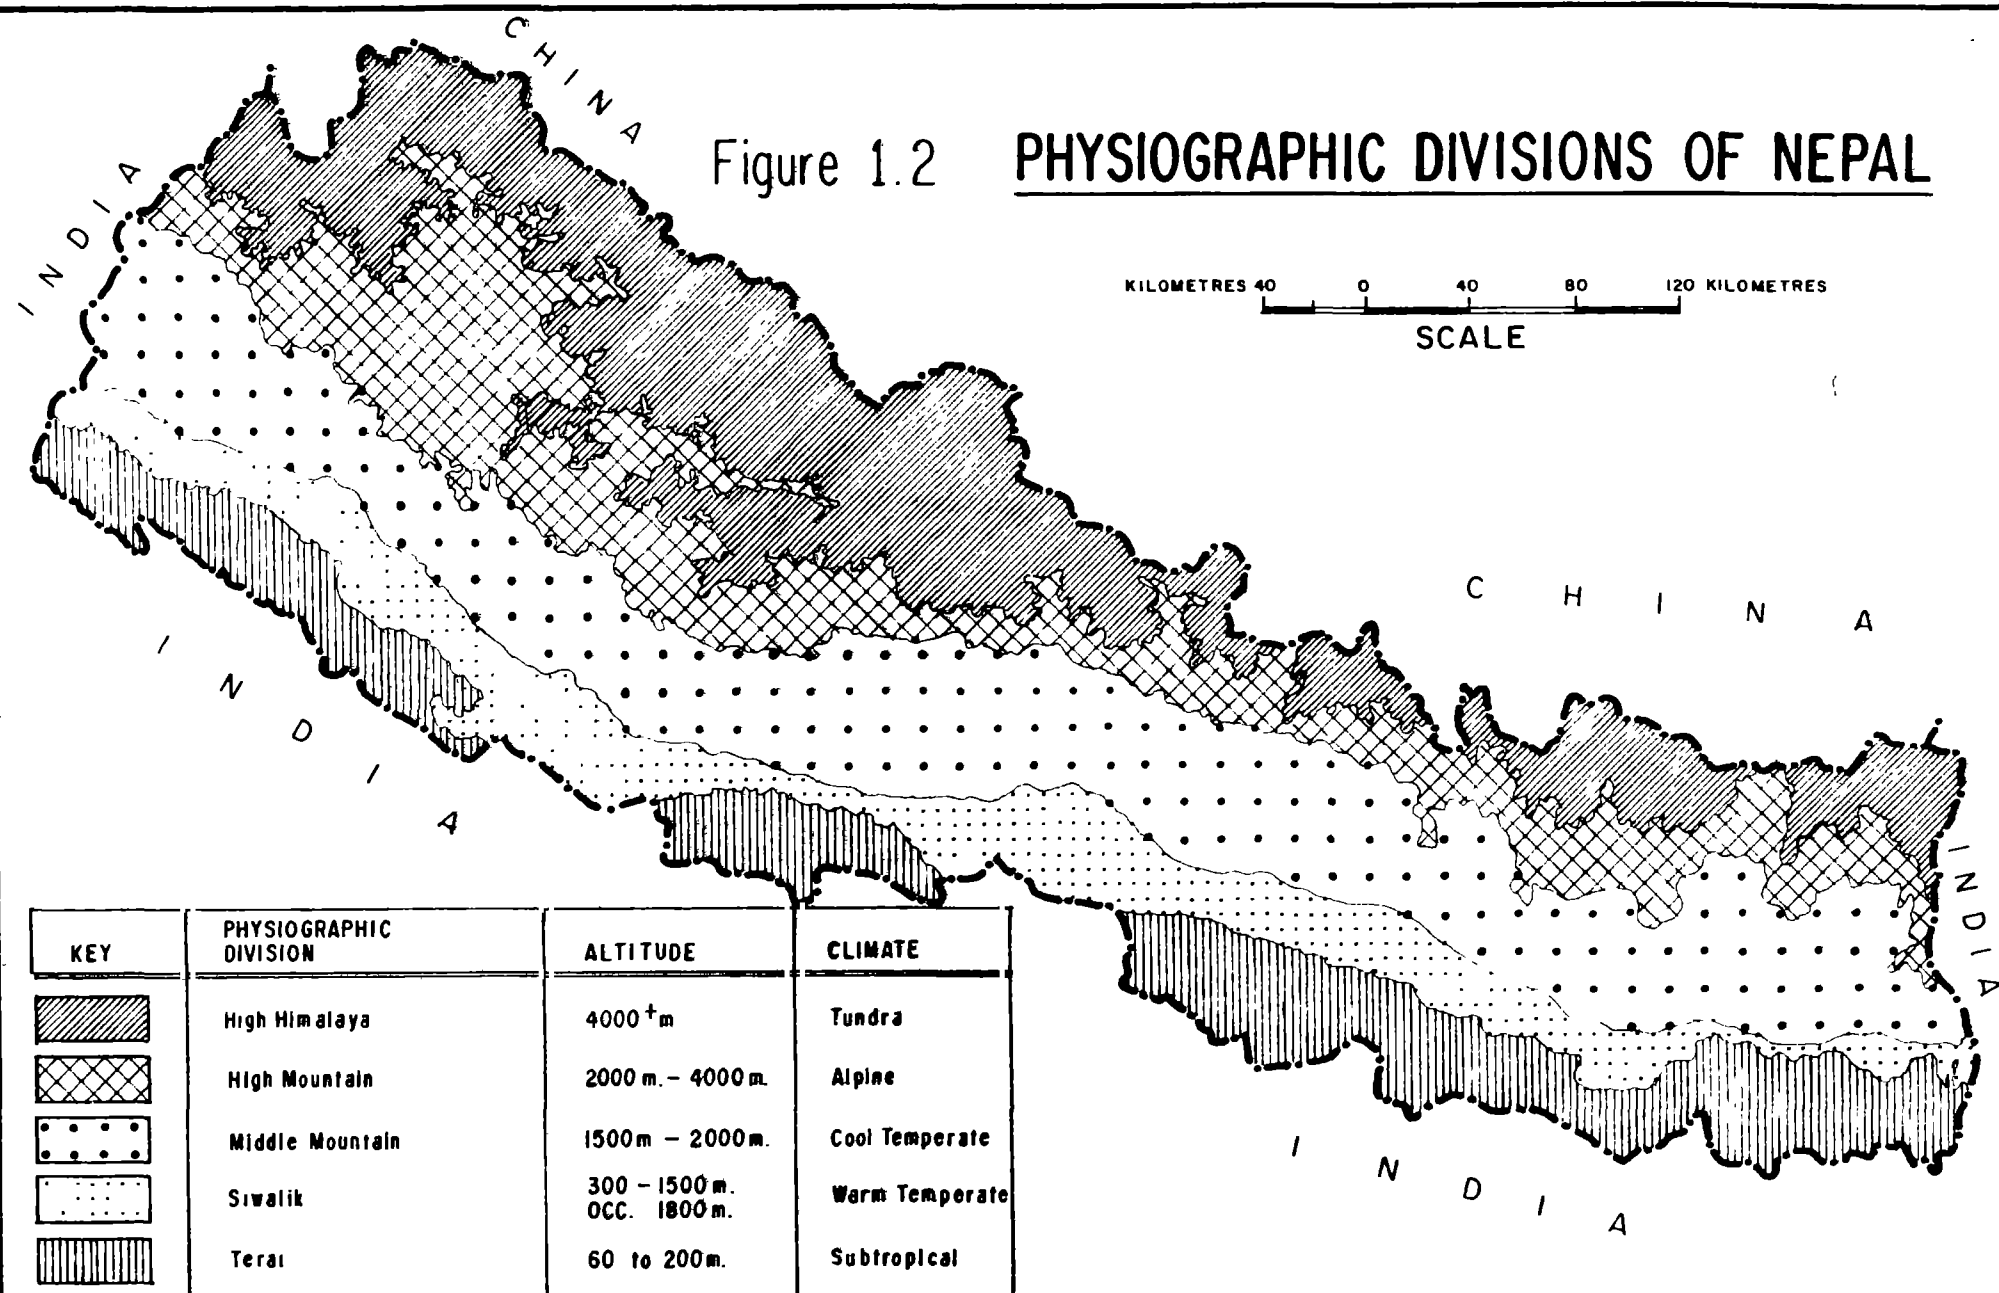 CHINA
INDIA
Figure 1.2 PHYSIOGRAPHIC DIVISIONS OF NEPAL
KILOMETRES 40 0 40 80 120 KILOMETRES
SCALE
CHINA
INDIA
INDIA
INDIA
KEY PHYSIOGRAPHIC DIVISION ALTITUDE CLIMATE
High Himalaya 4000+m Tundra
High Mountain 2000 m. - 4000 m. Alpine
Middle Mountain 1500m - 2000m. Cool Temperate
Siwalik 300 - 1500m. OCC. 1800m. Warm Temperate
Terai 60 to 200m. Subtropical